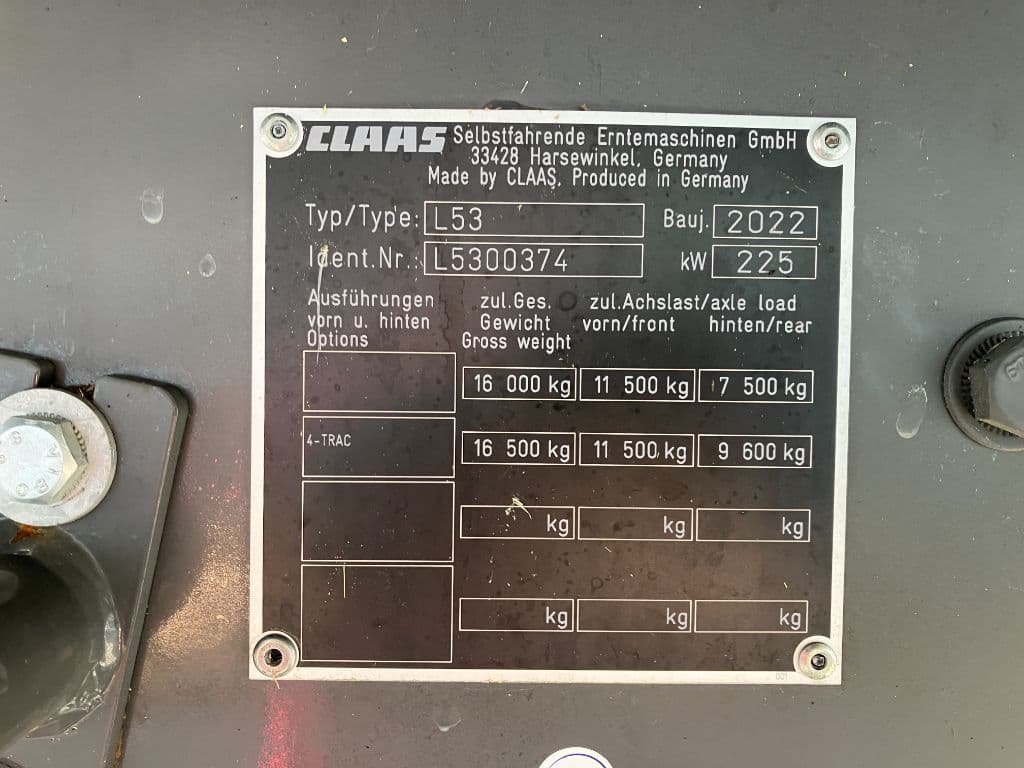 CLAAS Selbstfahrende Erntemaschinen GmbH
33428 Harsewinkel, Germany
Made by CLAAS, Produced in Germany
Typ/Type: L53 Bauj. 2022
Ident.Nr.: L5300374 kW 225
Ausführungen zul.Ges. zul.Achslast/axle load
vorn u. hinten Gewicht vorn/front hinten/rear
Options Gross weight
16 000 kg 11 500 kg 7 500 kg
4-TRAC 16 500 kg 11 500 kg 9 600 kg
kg kg kg
kg kg kg